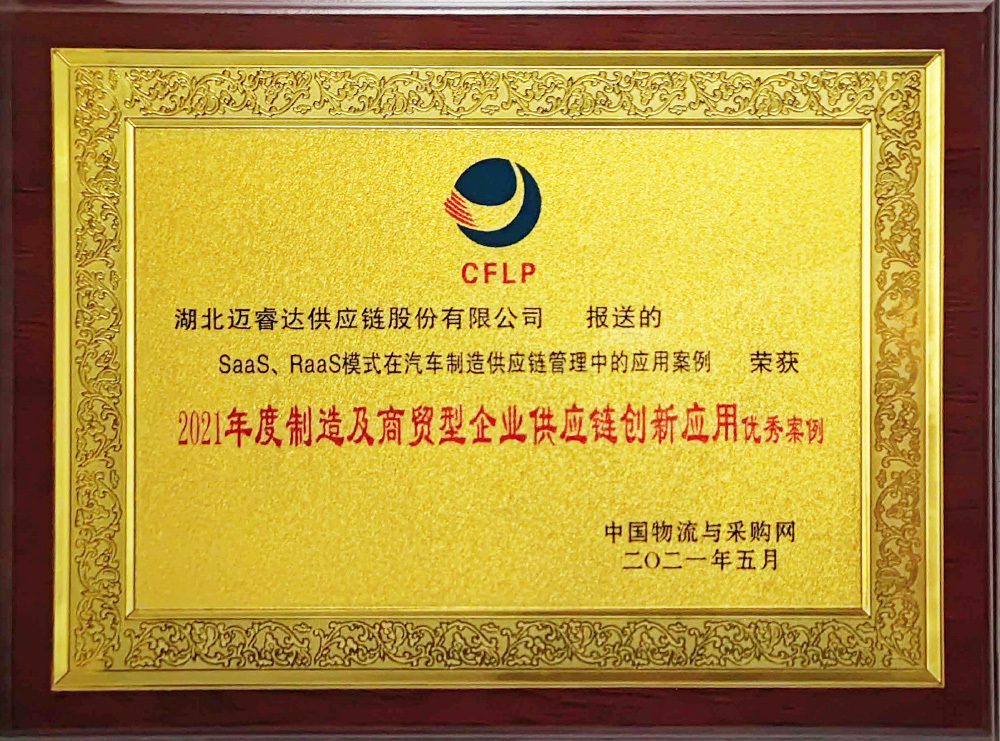 CFLP
湖北迈睿达供应链股份有限公司 报送的
SaaS、RaaS模式在汽车制造供应链管理中的应用案例 荣获
2021年度制造及商贸型企业供应链创新应用优秀案例
中国物流与采购网
二〇二一年五月